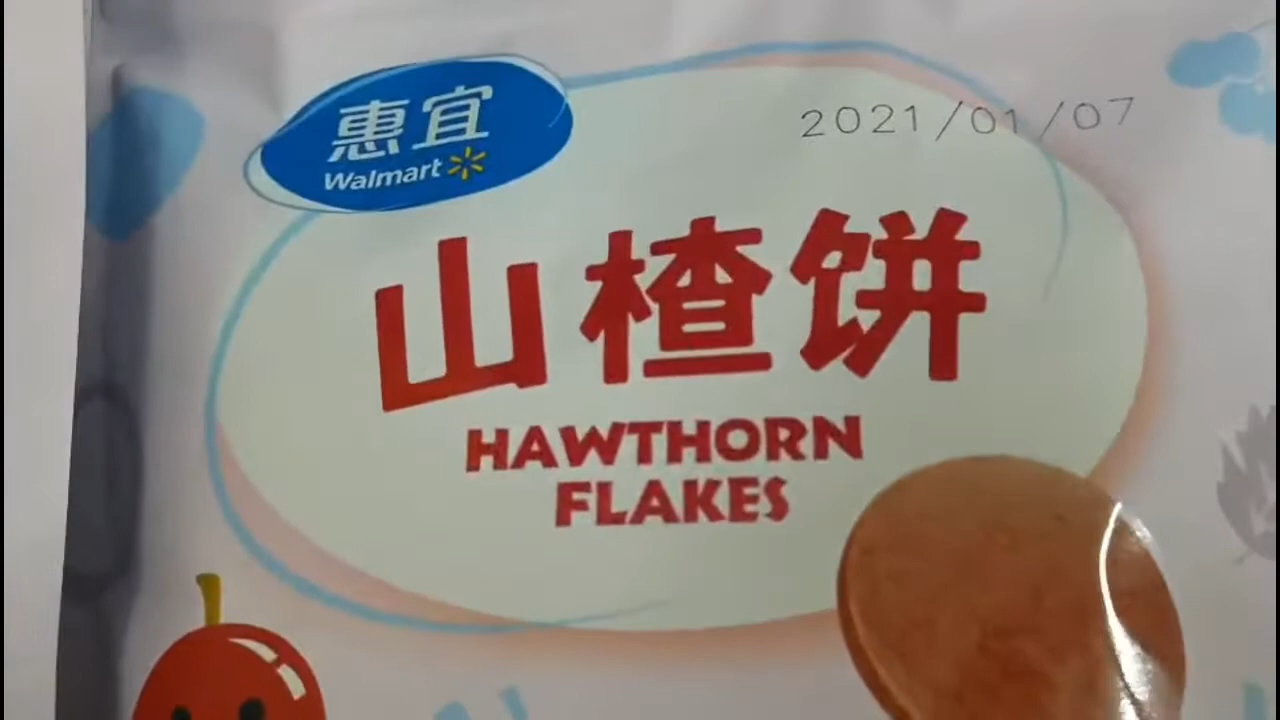 惠宜
Walmart
2021/01/07
山楂饼
HAWTHORN
FLAKES